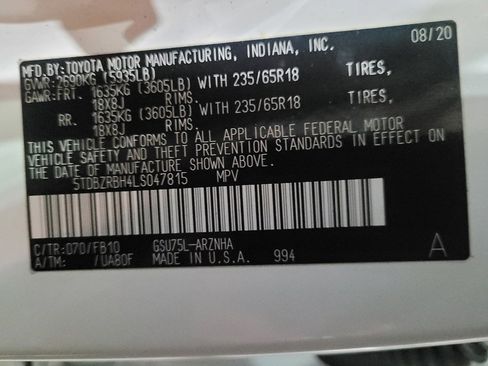 MFD.BY:TOYOTA MOTOR MANUFACTURING, INDIANA, INC. 08/20
GVWR:2690KG (5935LB)
GAWR:FRT. 1635KG (3605LB) WITH 235/65R18 TIRES,
18X8J RIMS.
RR. 1635KG (3605LB) WITH 235/65R18 TIRES,
18X8J RIMS.
THIS VEHICLE CONFORMS TO ALL APPLICABLE FEDERAL MOTOR
VEHICLE SAFETY AND THEFT PREVENTION STANDARDS IN EFFECT ON
THE DATE OF MANUFACTURE SHOWN ABOVE.
5TDBZRBH4LS047815 MPV
C/TR:070/FB10 GSU75L-ARZNHA
A/TM: /UA80F MADE IN U.S.A. 994 A